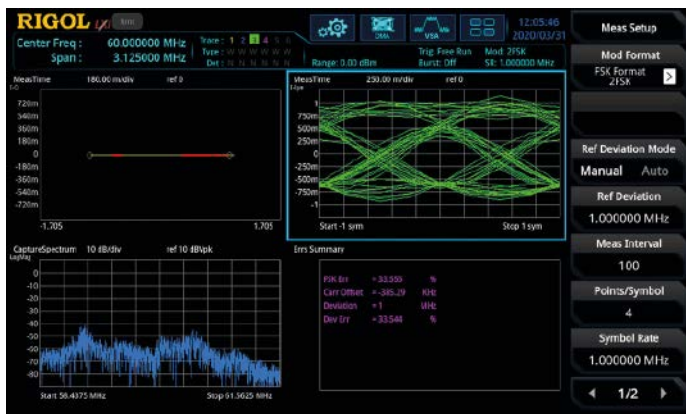 RIGOL LXI
12:05:46
2020/03/31
Center Freq : 60.000000 MHz
Span : 3.125000 MHz
Trace : 1 2 3 4 5 6
Type : W W W W W W
Det : N N N N N N
DMA
VSA
Range: 0.00 dBm
Trig: Free Run
Burst: Off
Mod 2FSK
SR: 1.000000 MHz
MeasTime 180.00 m/div ref 0
I-Q
720m
540m
360m
180m
0
-180m
-360m
-540m
-720m
-1.705 1.705
MeasTime 250.00 m/div ref 0
I-Eye
1
750m
500m
250m
0
-250m
-500m
-750m
-1
Start -1 sym Stop 1 sym
CaptureSpectrum 10 dB/div ref 10 dBVpk
LogMag
0
-10
-20
-30
-40
-50
-60
-70
-80
Start 58.4375 MHz Stop 61.5625 MHz
Errs Summary
FSK Err
Carr Offset = -385.29 KHz
Deviation = 1 MHz
Dev Err = 33.544 %
Meas Setup
Mod Format
FSK Format
2FSK
Ref Deviation Mode
Manual Auto
Ref Deviation
1.000000 MHz
Meas Interval
100
Points/Symbol
4
Symbol Rate
1.000000 MHz
1/2